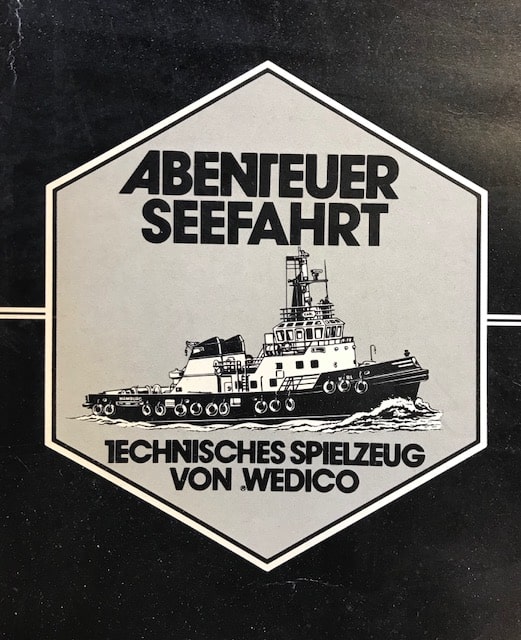 ABENTEUER
SEEFAHRT
TECHNISCHES SPIELZEUG
VON ®WEDICO